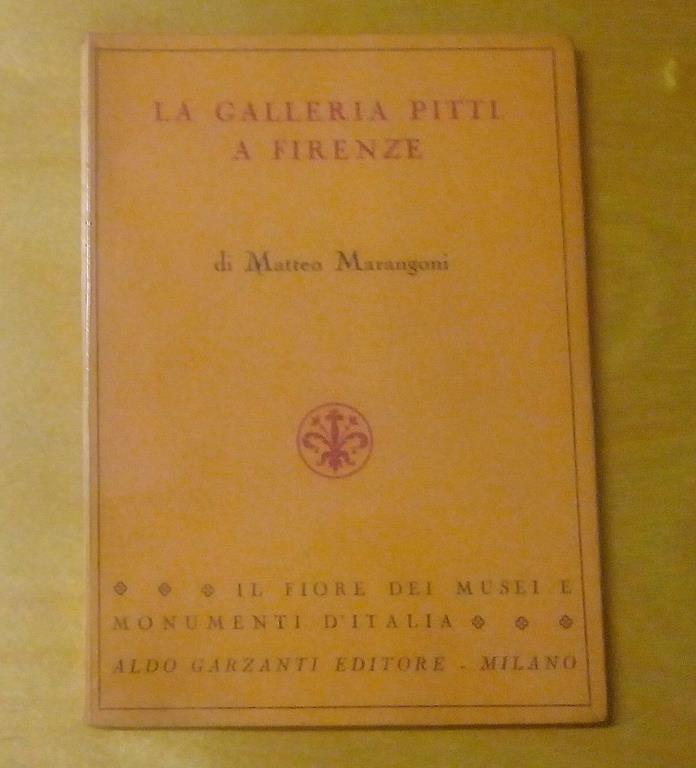 LA GALLERIA PITTI
A FIRENZE
di Matteo Marangoni
IL FIORE DEI MUSEI E
MONUMENTI D'ITALIA
ALDO GARZANTI EDITORE - MILANO